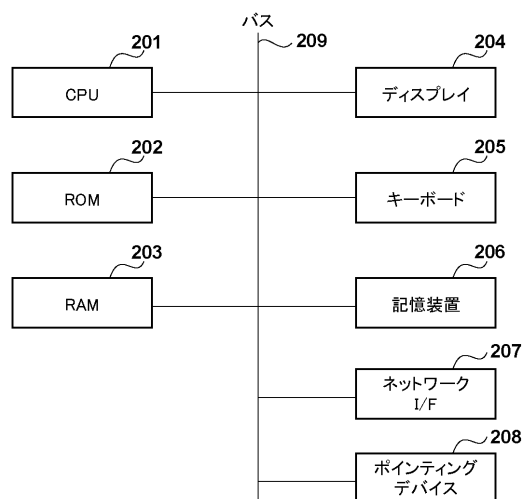 バス
209
201
CPU
204
ディスプレイ
202
ROM
205
キーボード
203
RAM
206
記憶装置
207
ネットワーク
I/F
208
ポインティング
デバイス